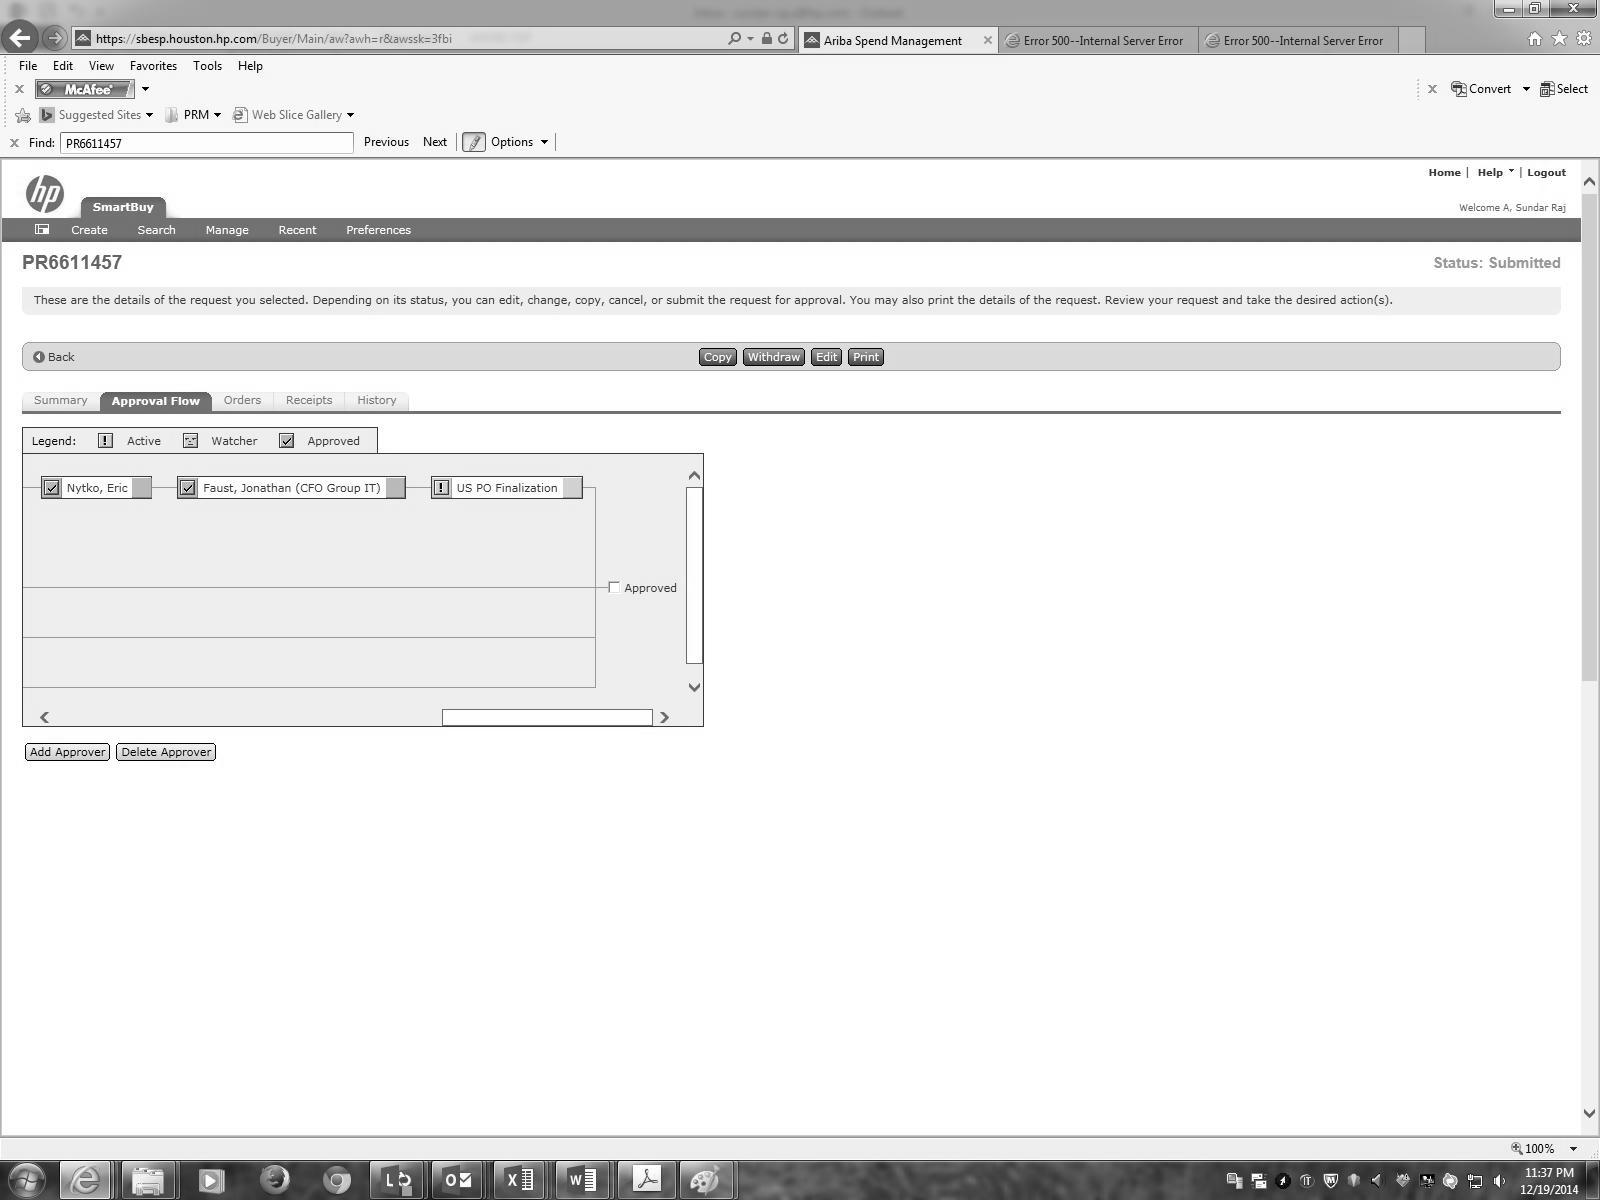 https://sbesp.houston.hp.com/Buyer/Main/aw?awh=r&awssk=3fbi
Ariba Spend Management
Error 500--Internal Server Error
Error 500--Internal Server Error
File Edit View Favorites Tools Help
McAfee
Convert Select
Suggested Sites PRM Web Slice Gallery
Find: PR6611457 Previous Next Options
Home | Help | Logout
hp
SmartBuy
Welcome A, Sundar Raj
Create Search Manage Recent Preferences
PR6611457
Status: Submitted
These are the details of the request you selected. Depending on its status, you can edit, change, copy, cancel, or submit the request for approval. You may also print the details of the request. Review your request and take the desired action(s).
Back Copy Withdraw Edit Print
Summary Approval Flow Orders Receipts History
Legend: Active Watcher Approved
Nytko, Eric Faust, Jonathan (CFO Group IT) US PO Finalization
Approved
Add Approver Delete Approver
100%
11:37 PM
12/19/2014